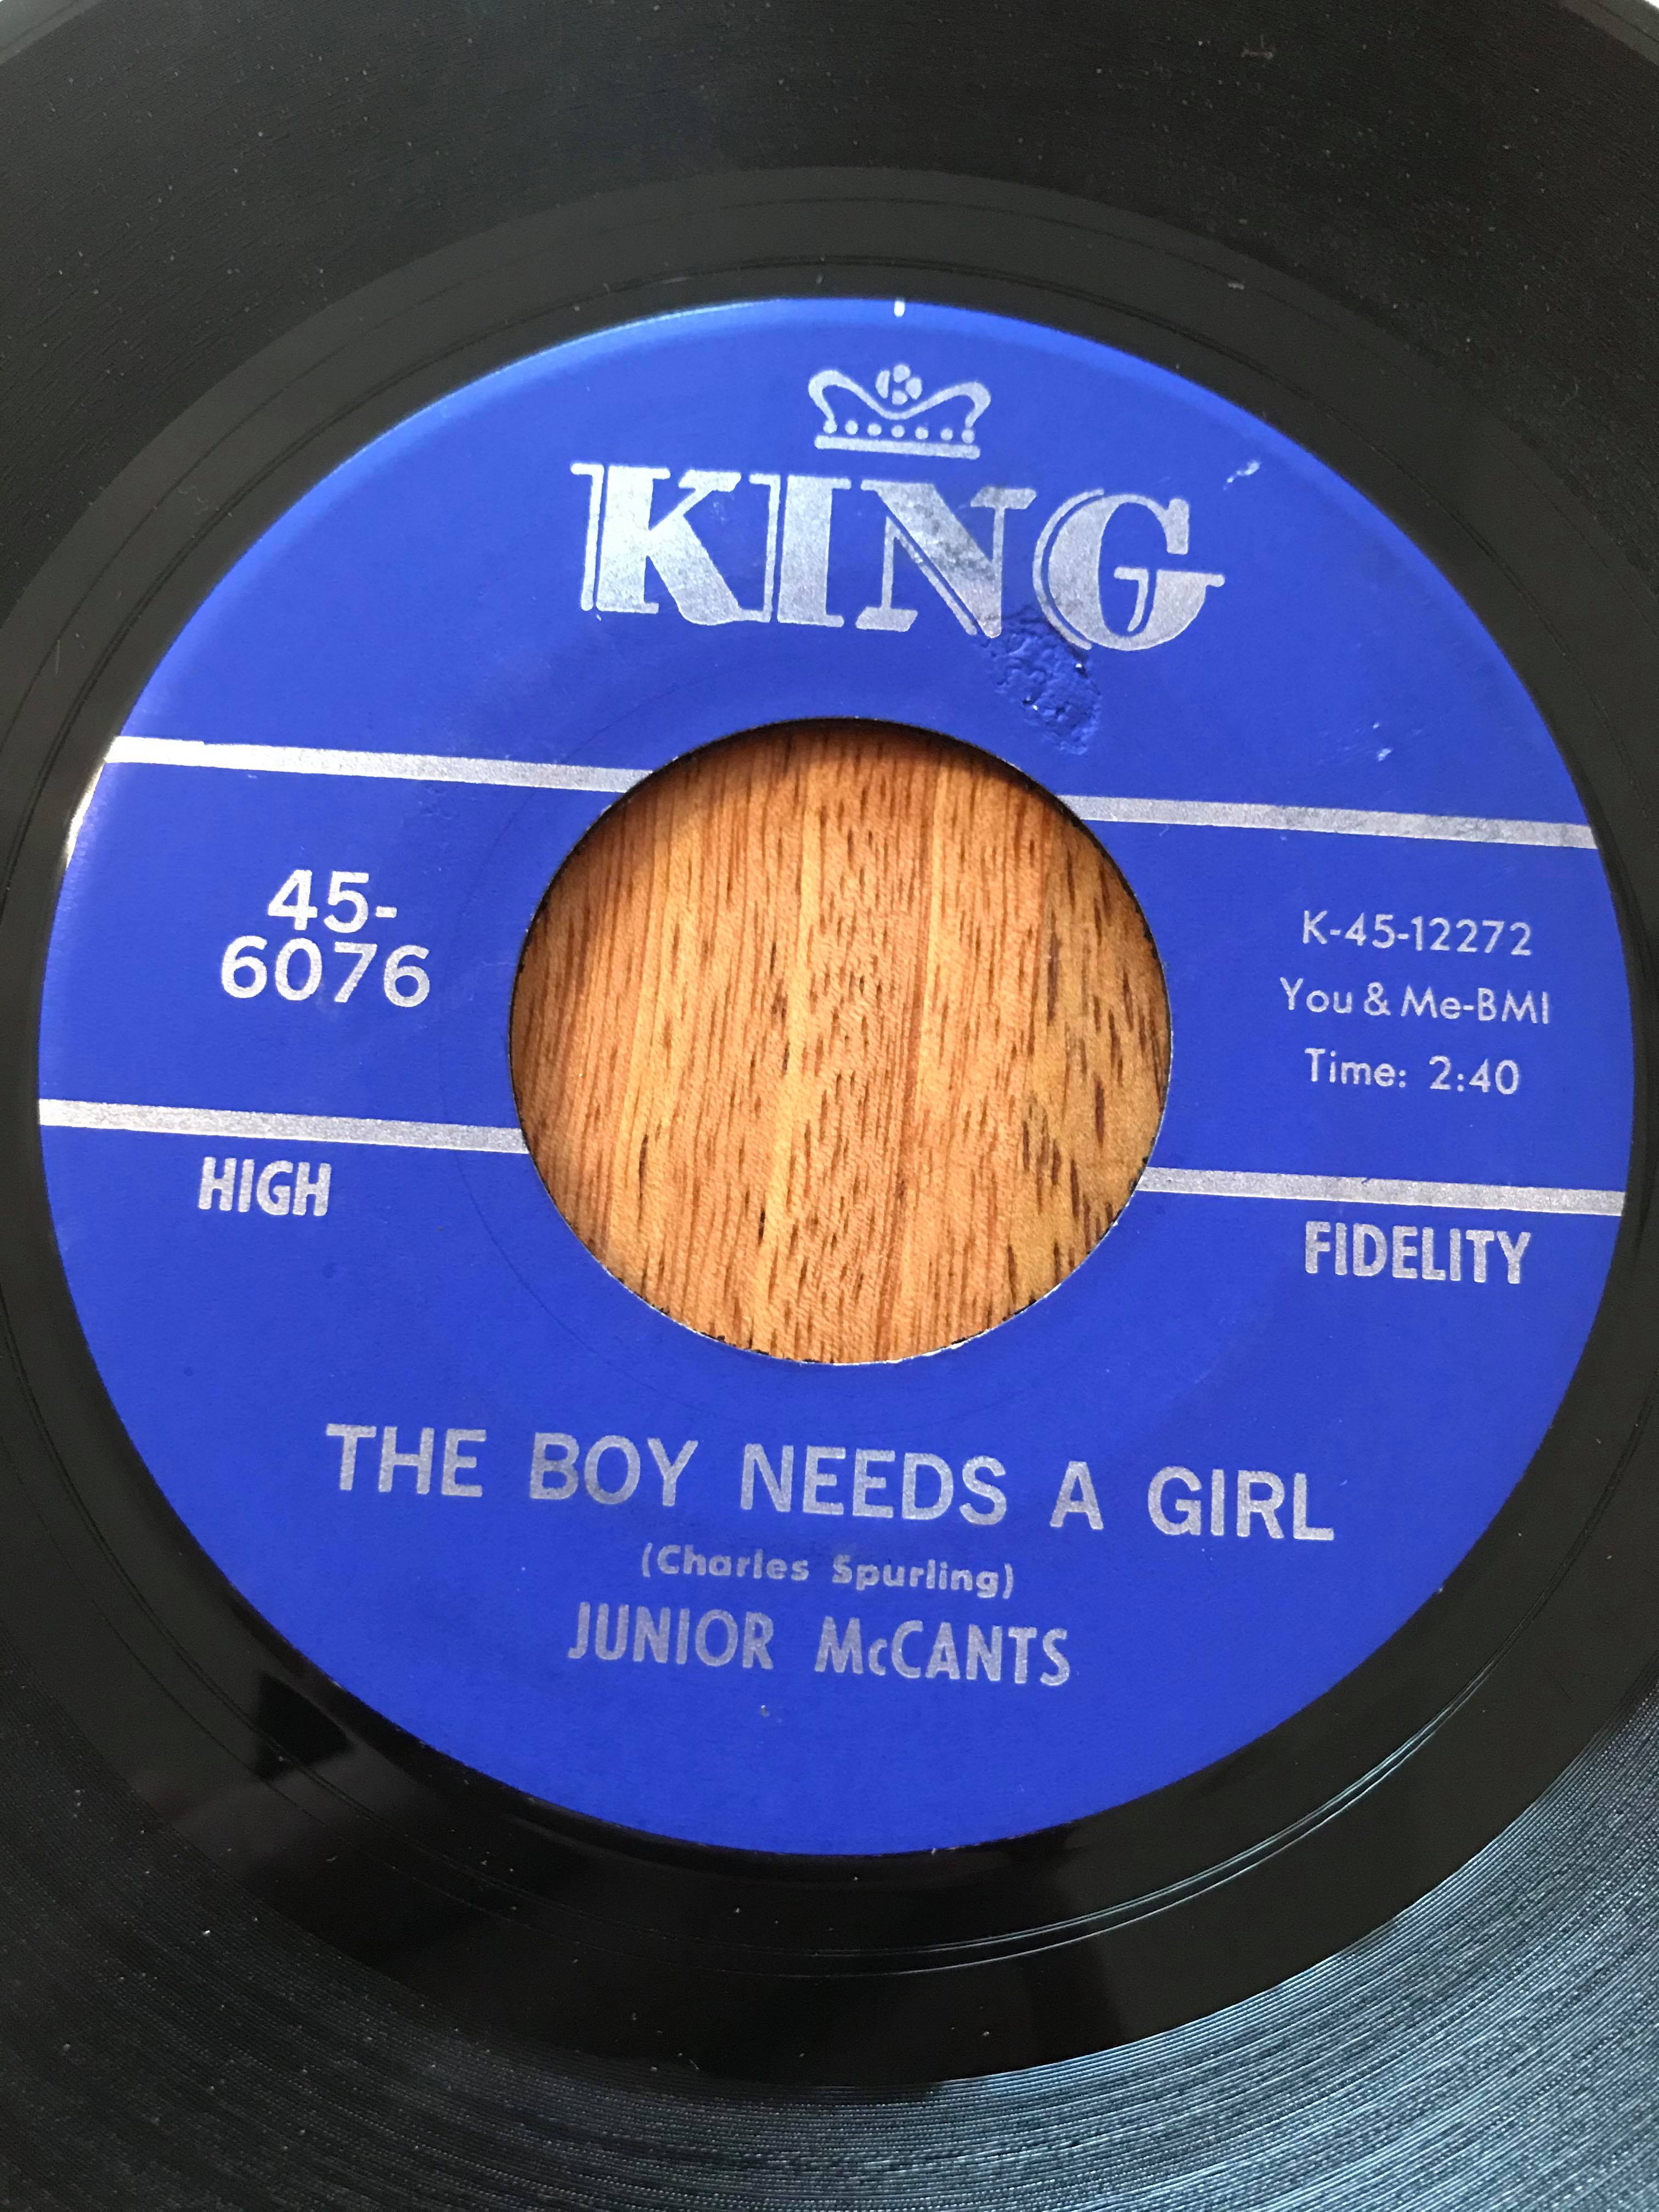 KING
45-
6076
K-45-12272
You & Me-BMI
Time: 2:40
HIGH
FIDELITY
THE BOY NEEDS A GIRL
(Charles Spurling)
JUNIOR McCANTS